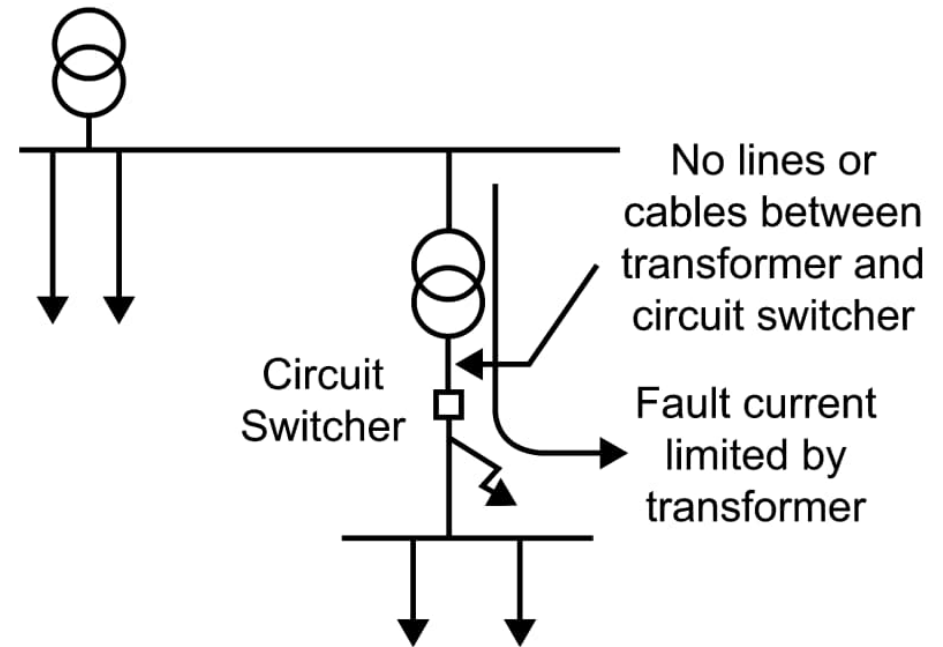 No lines or
cables between
transformer and
circuit switcher
Circuit
Switcher
Fault current
limited by
transformer